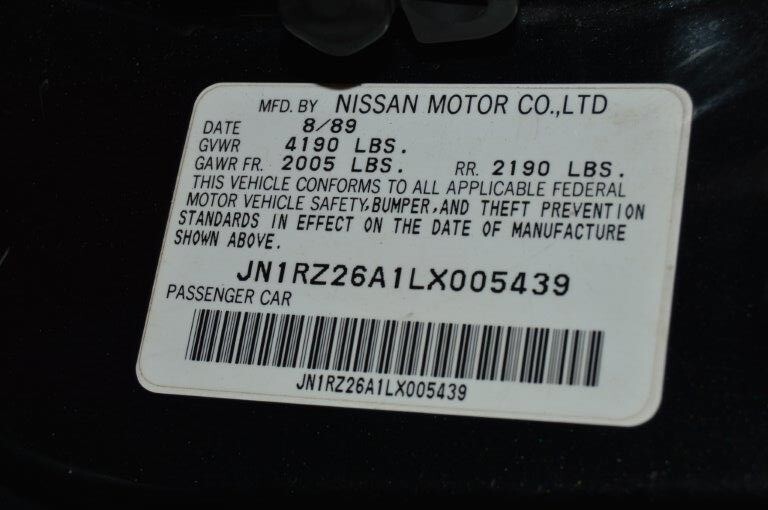 MFD. BY NISSAN MOTOR CO.,LTD
DATE 8/89
GVWR 4190 LBS.
GAWR FR. 2005 LBS. RR. 2190 LBS.
THIS VEHICLE CONFORMS TO ALL APPLICABLE FEDERAL
MOTOR VEHICLE SAFETY,BUMPER,AND THEFT PREVENTION
STANDARDS IN EFFECT ON THE DATE OF MANUFACTURE
SHOWN ABOVE.
JN1RZ26A1LX005439
PASSENGER CAR
JN1RZ26A1LX005439